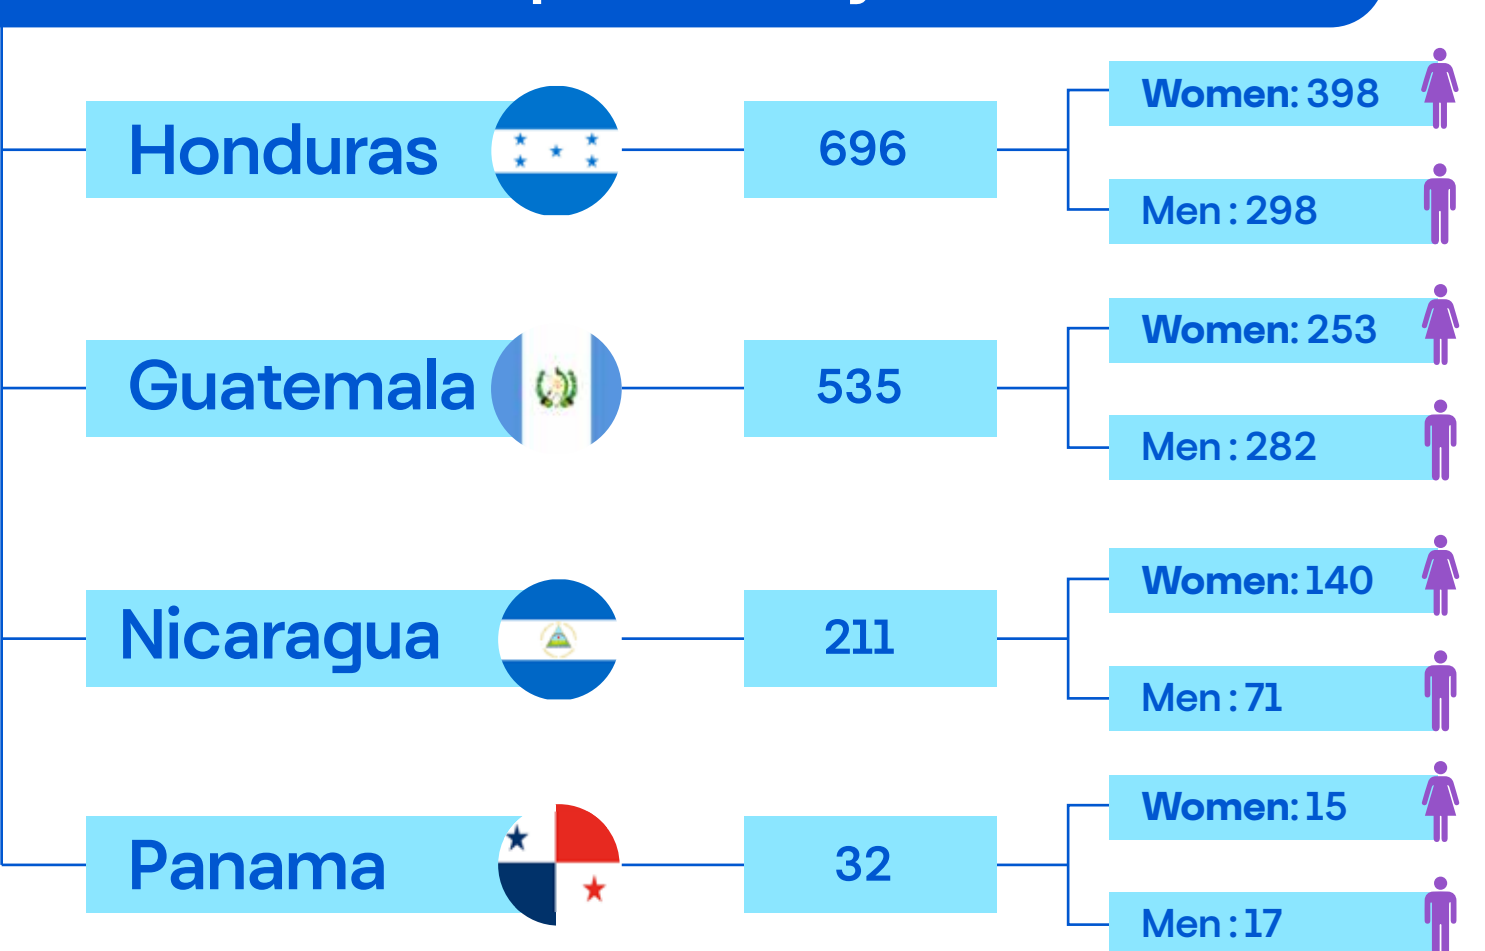 Honduras
696
Women: 398
Men : 298
Guatemala
535
Women: 253
Men : 282
Nicaragua
211
Women: 140
Men : 71
Panama
32
Women: 15
Men : 17